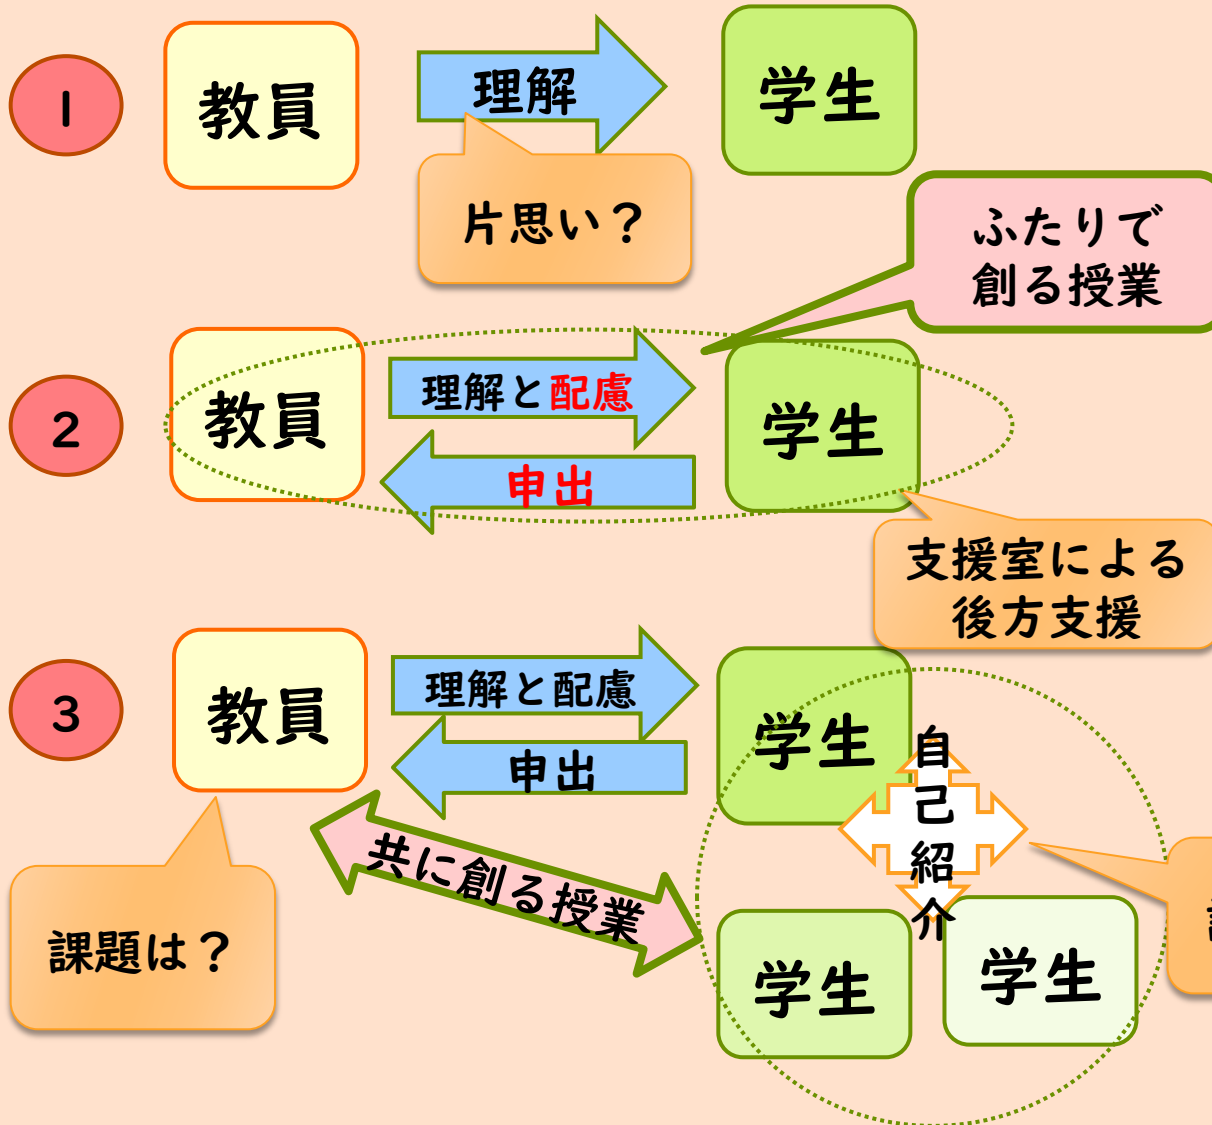 1
教員
理解
学生
片思い？
ふたりで
創る授業
2
教員
理解と配慮
申出
学生
支援室による
後方支援
3
教員
理解と配慮
申出
学生
自己紹介
共に創る授業
課題は？
学生
学生